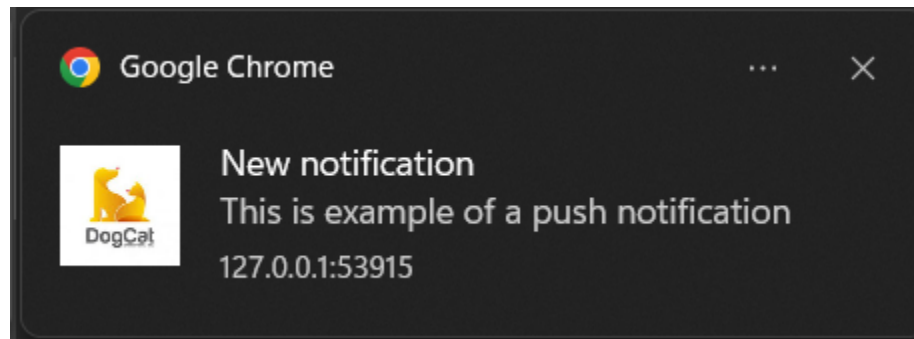 Google Chrome
New notification
This is example of a push notification
DogCat
127.0.0.1:53915